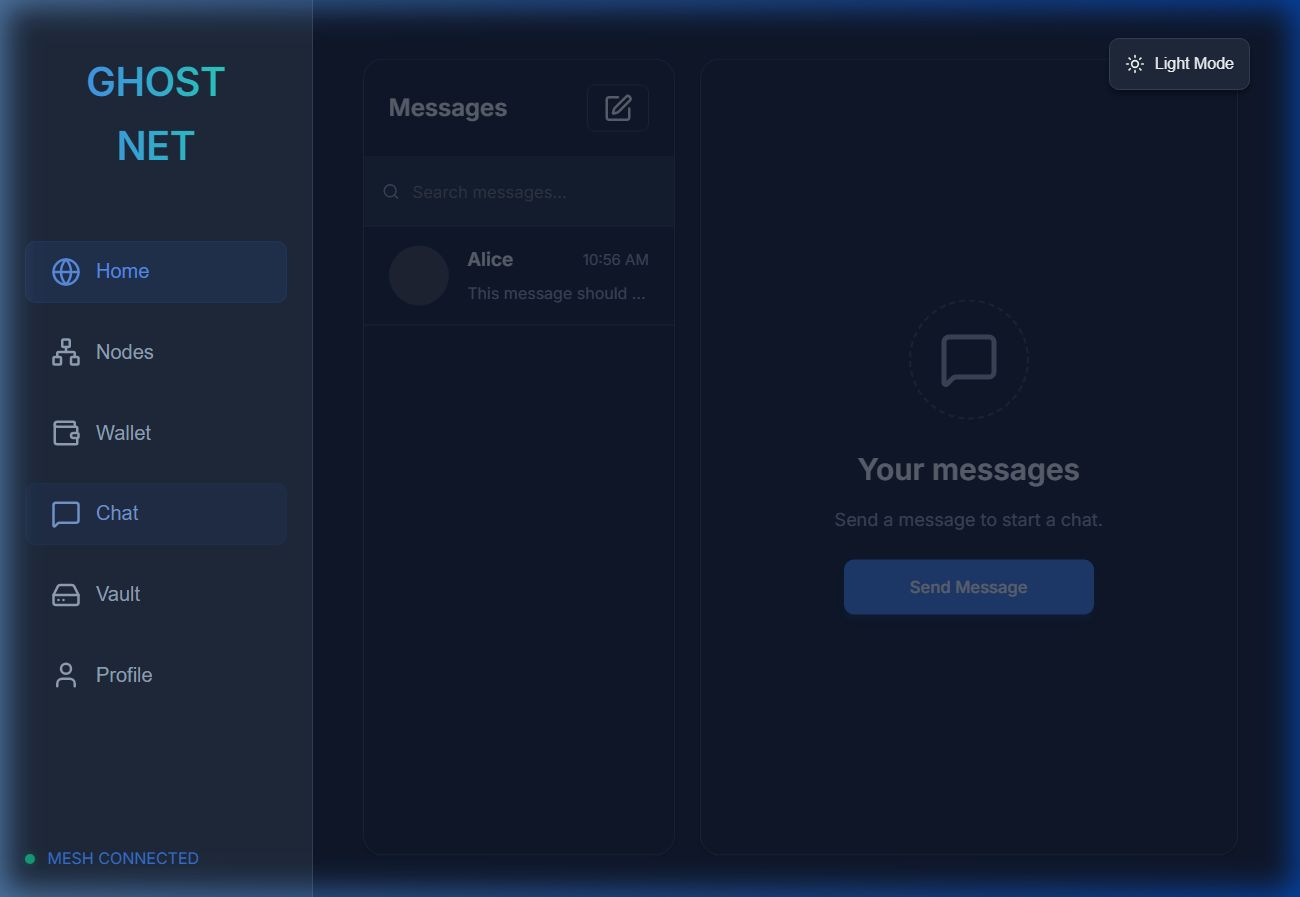 GHOST
NET
Home
Nodes
Wallet
Chat
Vault
Profile
MESH CONNECTED
Messages
Search messages...
Alice
10:56 AM
This message should ...
Light Mode
Your messages
Send a message to start a chat.
Send Message